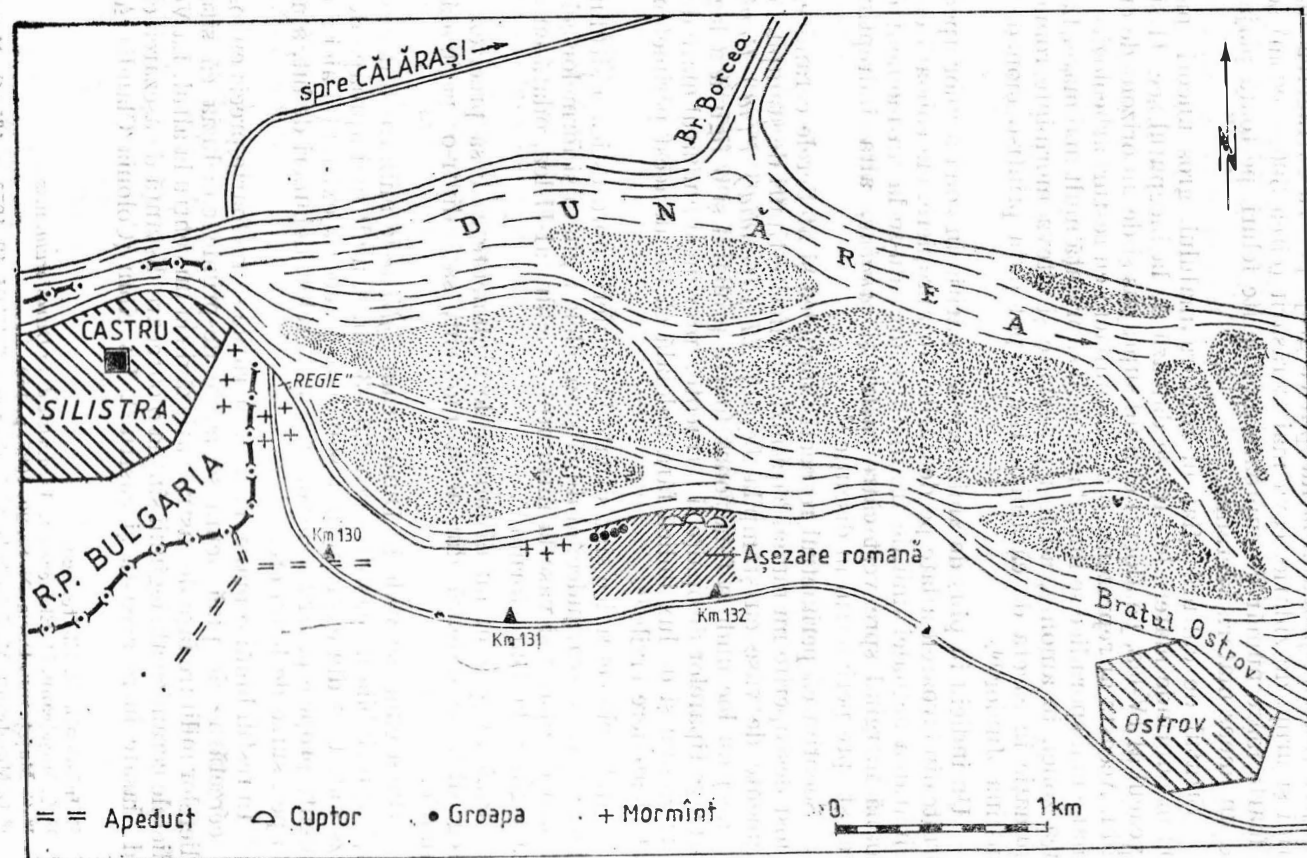 spre CĂLĂRAȘI
Br. Borcea
N
DUNĂREA
CASTRU
SILISTRA
„REGIE"
R.P. BULGARIA
Km 130
Km 131
Km 132
Așezare romană
Brațul Ostrov
Ostrov
Apeduct
Cuptor
Groapa
Mormînt
0 1 km